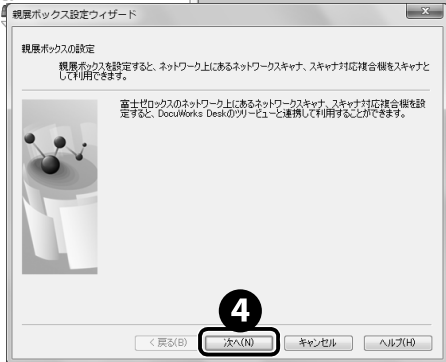 親展ボックス設定ウィザード
親展ボックスの設定
親展ボックスを設定すると、ネットワーク上にあるネットワークスキャナ、スキャナ対応複合機をスキャナと
して利用できます。
富士ゼロックスのネットワーク上にあるネットワークスキャナ、スキャナ対応複合機を設
定すると、DocuWorks Deskのツリービューと連携して利用することができます。
4
< 戻る(B)
次へ(N)
キャンセル
ヘルプ(H)